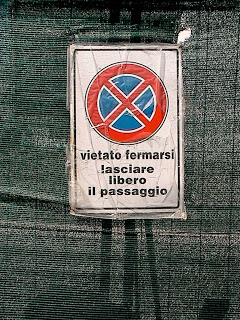 vietato fermarsi
lasciare
libero
il passaggio